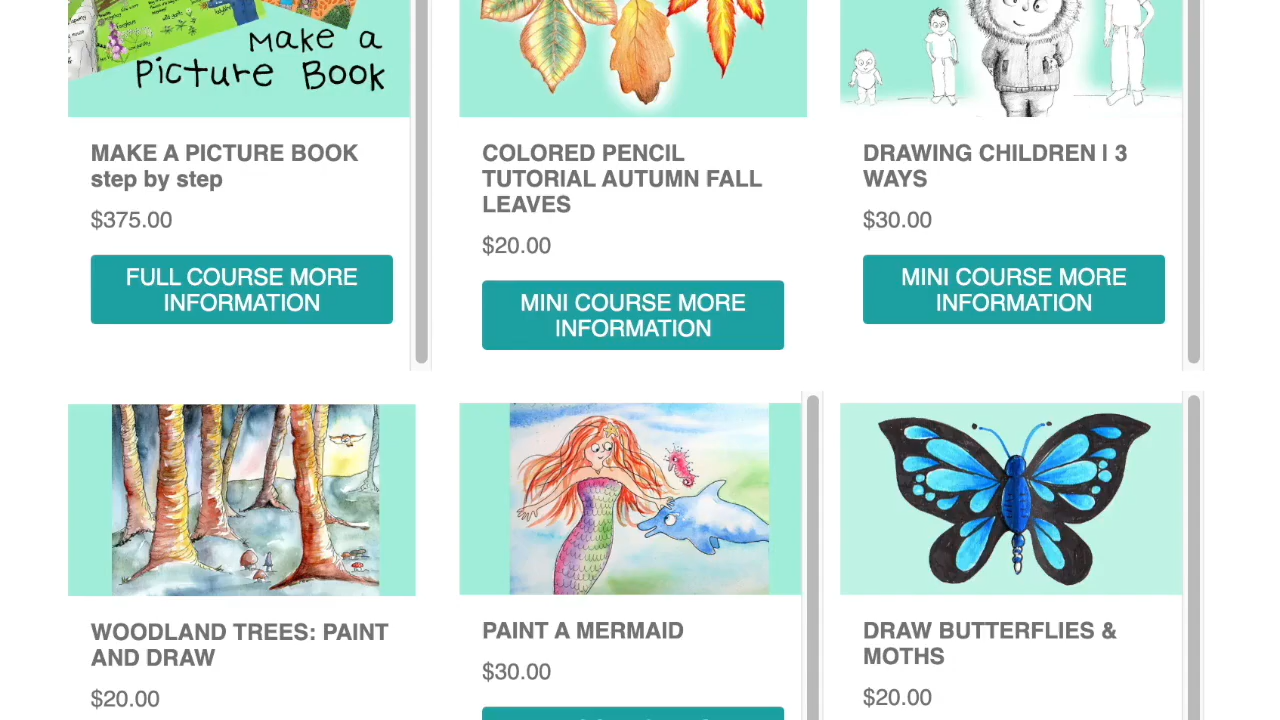 Make a
Picture Book
MAKE A PICTURE BOOK
step by step
$375.00
FULL COURSE MORE
INFORMATION
COLORED PENCIL
TUTORIAL AUTUMN FALL
LEAVES
$20.00
MINI COURSE MORE
INFORMATION
DRAWING CHILDREN | 3
WAYS
$30.00
MINI COURSE MORE
INFORMATION
WOODLAND TREES: PAINT
AND DRAW
$20.00
PAINT A MERMAID
$30.00
DRAW BUTTERFLIES &
MOTHS
$20.00